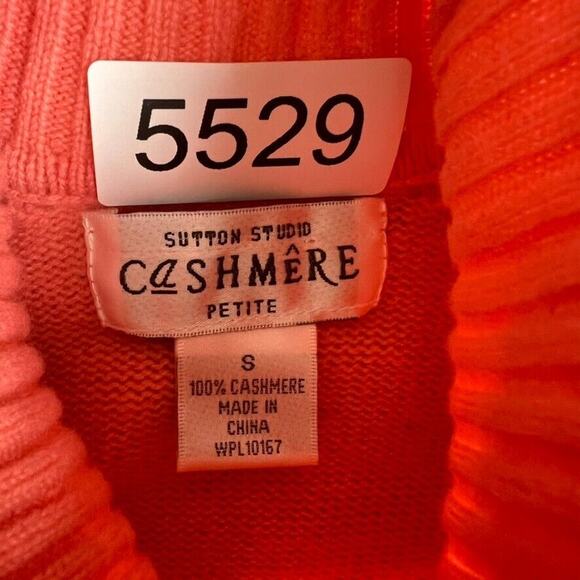 5529
SUTTON STUDIO
CaSHMÊRE
PETITE
S
100% CASHMERE
MADE IN
CHINA
WPL10167